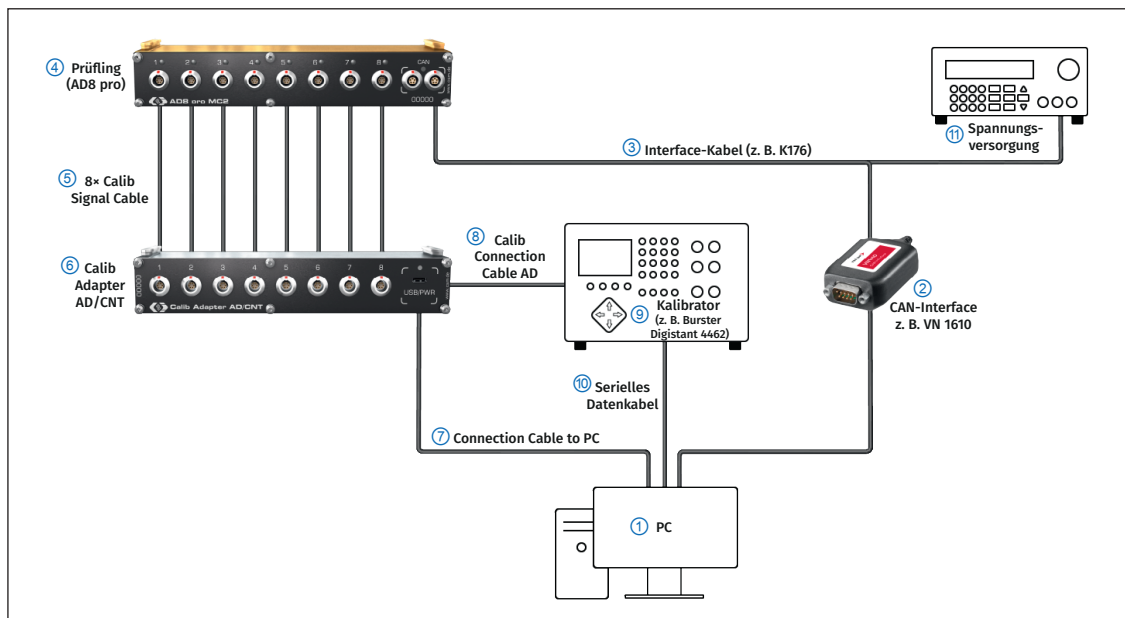 ④ Prüfling
(AD8 pro)
1 2 3 4 5 6 7 8 CAN
AD8 pro MC2
00000
⑪ Spannungs-
versorgung
③ Interface-Kabel (z. B. K176)
⑤ 8× Calib
Signal Cable
⑥ Calib
Adapter
AD/CNT
00000
1 2 3 4 5 6 7 8
USB/PWR
Calib Adapter AD/CNT
⑧ Calib
Connection
Cable AD
⑨ Kalibrator
(z. B. Burster
Digistant 4462)
② CAN-Interface
z. B. VN 1610
⑩ Serielles
Datenkabel
⑦ Connection Cable to PC
① PC